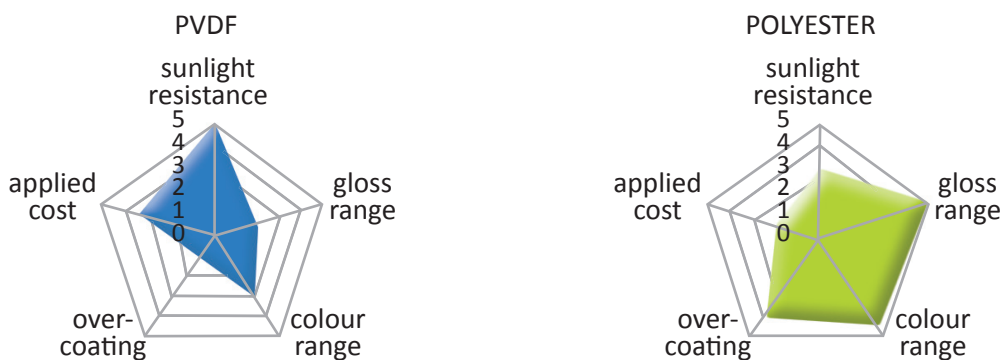 PVDF
sunlight
resistance
5
4
3
2
1
0
applied
cost
gloss
range
over-
coating
colour
range
POLYESTER
sunlight
resistance
5
4
3
2
1
0
applied
cost
gloss
range
over-
coating
colour
range